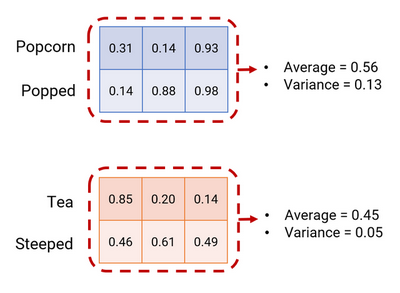 Popcorn 0.31 0.14 0.93
Popped 0.14 0.88 0.98
• Average = 0.56
• Variance = 0.13
Tea 0.85 0.20 0.14
Steeped 0.46 0.61 0.49
• Average = 0.45
• Variance = 0.05